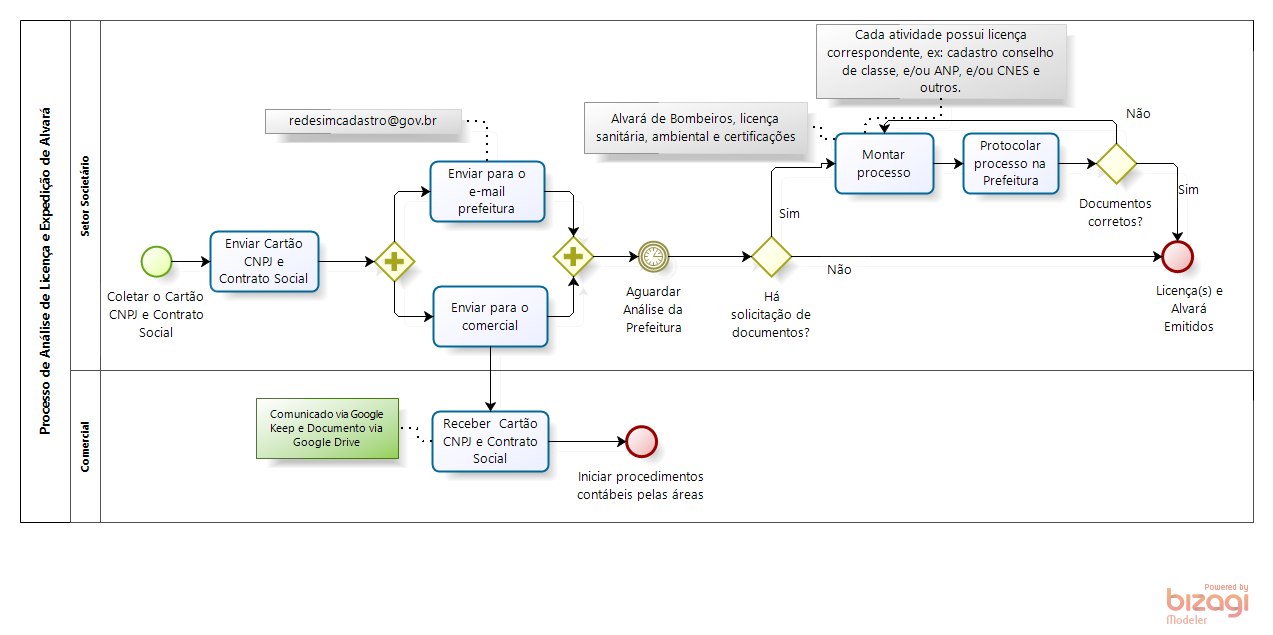 Processo de Análise de Licença e Expedição de Alvará
Setor Societário
Coletar o Cartão
CNPJ e Contrato
Social
Enviar Cartão
CNPJ e
Contrato Social
redesimcadastro@gov.br
Enviar para o
e-mail
prefeitura
Enviar para o
comercial
Aguardar
Análise da
Prefeitura
Há
solicitação de
documentos?
Sim
Não
Alvará de Bombeiros, licença
sanitária, ambiental e certificações
Cada atividade possui licença
correspondente, ex: cadastro conselho
de classe, e/ou ANP, e/ou CNES e
outros.
Montar
processo
Protocolar
processo na
Prefeitura
Documentos
corretos?
Não
Sim
Licença(s) e
Alvará
Emitidos
Comercial
Comunicado via Google
Keep e Documento via
Google Drive
Receber Cartão
CNPJ e Contrato
Social
Iniciar procedimentos
contábeis pelas áreas
Powered by
bizagi
Modeler